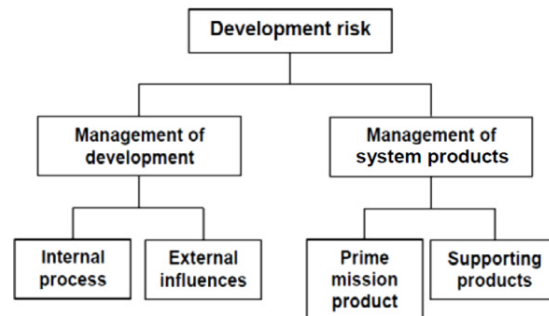 Development risk
Management of
development
Management of
system products
Internal
process
External
influences
Prime
mission
product
Supporting
products